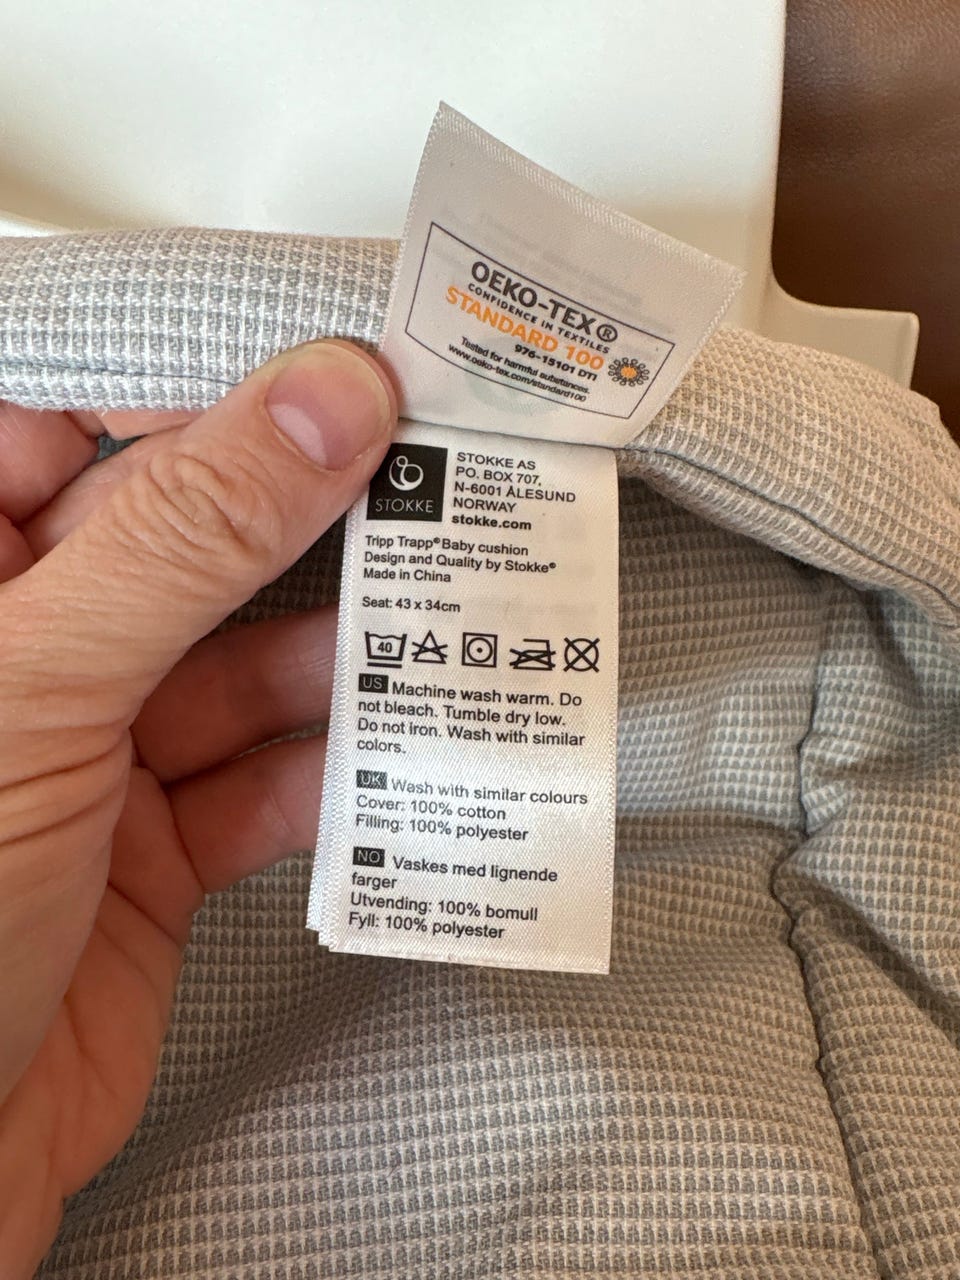 OEKO-TEX®
CONFIDENCE IN TEXTILES
STANDARD 100
976-15101 DTI
Tested for harmful substances.
www.oeko-tex.com/standard100
STOKKE
STOKKE AS
PO. BOX 707,
N-6001 ÅLESUND
NORWAY
stokke.com
Tripp Trapp® Baby cushion
Design and Quality by Stokke®
Made in China
Seat: 43 x 34cm
40
US Machine wash warm. Do
not bleach. Tumble dry low.
Do not iron. Wash with similar
colors.
UK Wash with similar colours
Cover: 100% cotton
Filling: 100% polyester
NO Vaskes med lignende
farger
Utvending: 100% bomull
Fyll: 100% polyester